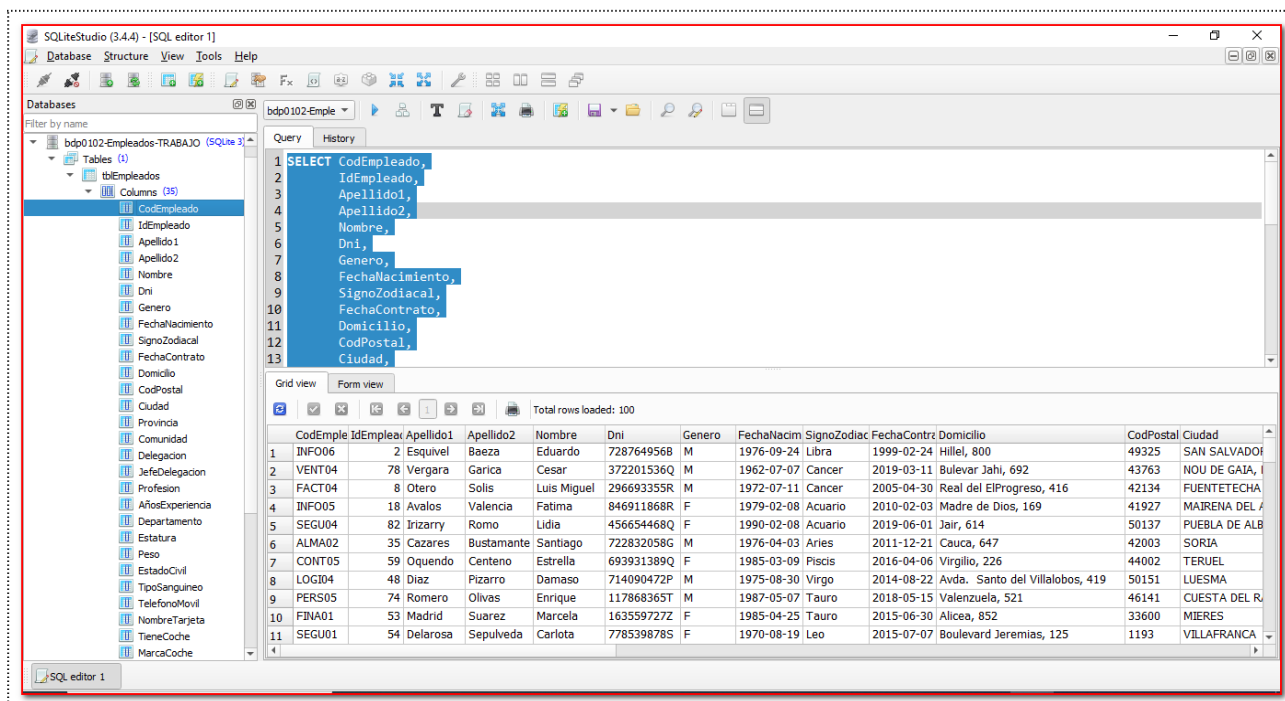 SQLiteStudio (3.4.4) - [SQL editor 1]
Database Structure View Tools Help
Databases
Filter by name
bdp0102-Empleados-TRABAJO (SQLite 3)
Tables (1)
tblEmpleados
Columns (35)
CodEmpleado
IdEmpleado
Apellido1
Apellido2
Nombre
Dni
Genero
FechaNacimiento
SignoZodiacal
FechaContrato
Domicilio
CodPostal
Ciudad
Provincia
Comunidad
Delegacion
JefeDelegacion
Profesion
AñosExperiencia
Departamento
Estatura
Peso
EstadoCivil
TipoSanguineo
TelefonoMovil
NombreTarjeta
TieneCoche
MarcaCoche
bdp0102-Emple
Query History
1 SELECT CodEmpleado,
2 IdEmpleado,
3 Apellido1,
4 Apellido2,
5 Nombre,
6 Dni,
7 Genero,
8 FechaNacimiento,
9 SignoZodiacal,
10 FechaContrato,
11 Domicilio,
12 CodPostal,
13 Ciudad,
Grid view Form view
1 Total rows loaded: 100
CodEmple IdEmplead Apellido1 Apellido2 Nombre Dni Genero FechaNacim SignoZodiac FechaContra Domicilio CodPostal Ciudad
1 INFO06 2 Esquivel Baeza Eduardo 728764956B M 1976-09-24 Libra 1999-02-24 Hillel, 800 49325 SAN SALVADOR
2 VENT04 78 Vergara Garica Cesar 372201536Q M 1962-07-07 Cancer 2019-03-11 Bulevar Jahi, 692 43763 NOU DE GAIA,
3 FACT04 8 Otero Solis Luis Miguel 296693355R M 1972-07-11 Cancer 2005-04-30 Real del ElProgreso, 416 42134 FUENTETECHA
4 INFO05 18 Avalos Valencia Fatima 846911868R F 1979-02-08 Acuario 2010-02-03 Madre de Dios, 169 41927 MAIRENA DEL A
5 SEGU04 82 Irizarry Romo Lidia 456654468Q F 1990-02-08 Acuario 2019-06-01 Jair, 614 50137 PUEBLA DE ALB
6 ALMA02 35 Cazares Bustamante Santiago 722832058G M 1976-04-03 Aries 2011-12-21 Cauca, 647 42003 SORIA
7 CONT05 59 Oquendo Centeno Estrella 693931389Q F 1985-03-09 Piscis 2016-04-06 Virgilio, 226 44002 TERUEL
8 LOGI04 48 Diaz Pizarro Damaso 714090472P M 1975-08-30 Virgo 2014-08-22 Avda. Santo del Villalobos, 419 50151 LUESMA
9 PERS05 74 Romero Olivas Enrique 117868365T M 1987-05-07 Tauro 2018-05-15 Valenzuela, 521 46141 CUESTA DEL RA
10 FINA01 53 Madrid Suarez Marcela 163559727Z F 1985-04-25 Tauro 2015-06-30 Alicea, 852 33600 MIERES
11 SEGU01 54 Delarosa Sepulveda Carlota 778539878S F 1970-08-19 Leo 2015-07-07 Boulevard Jeremias, 125 1193 VILLAFRANCA
SQL editor 1